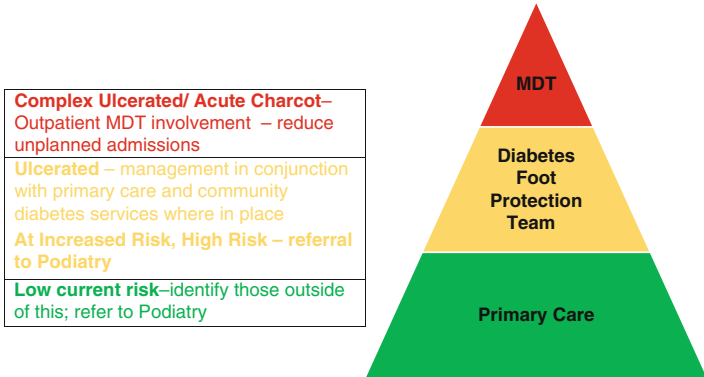 Complex Ulcerated/ Acute Charcot–
Outpatient MDT involvement – reduce
unplanned admissions
Ulcerated – management in conjunction
with primary care and community
diabetes services where in place
At Increased Risk, High Risk – referral
to Podiatry
Low current risk–identify those outside
of this; refer to Podiatry
MDT
Diabetes
Foot
Protection
Team
Primary Care